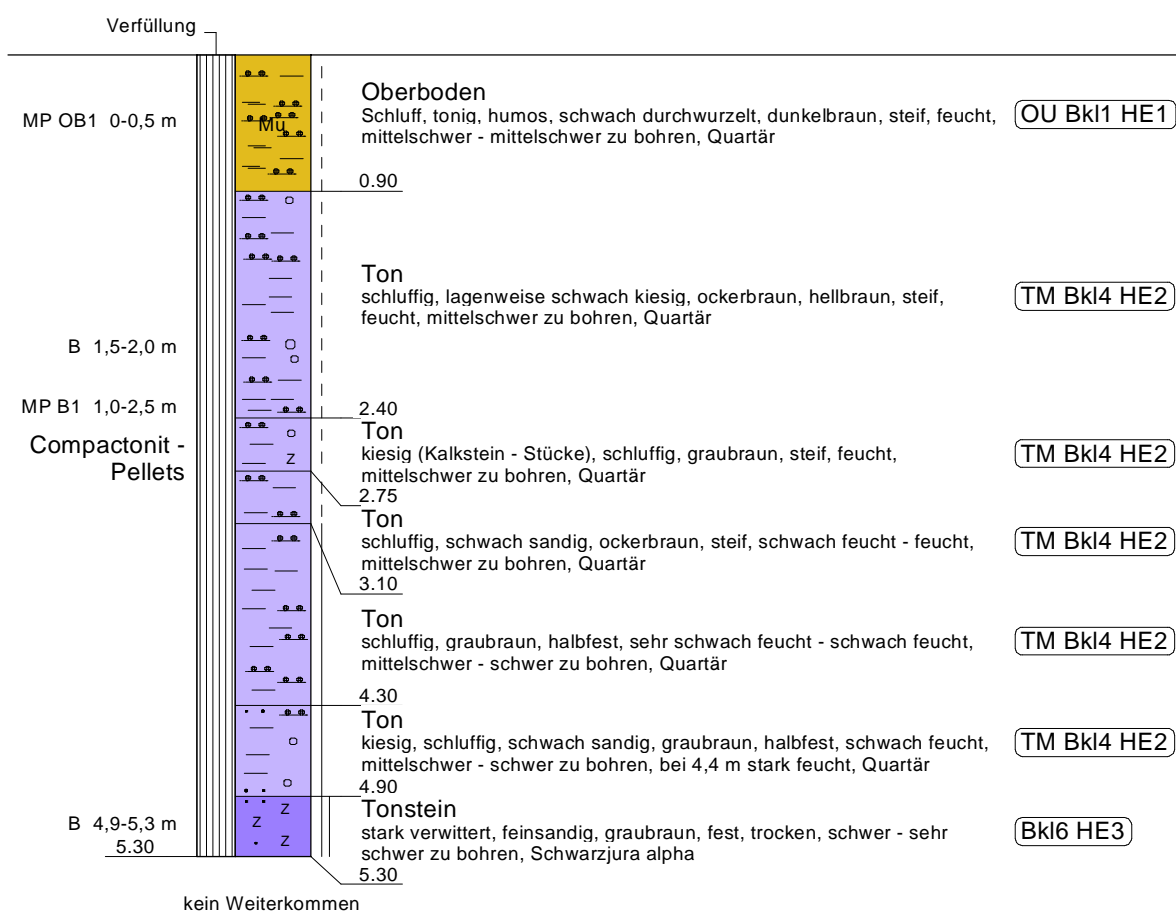 Verfüllung
MP OB1 0-0,5 m
Mu
Oberboden
Schluff, tonig, humos, schwach durchwurzelt, dunkelbraun, steif, feucht,
mittelschwer - mittelschwer zu bohren, Quartär
OU Bkl1 HE1
0.90
Ton
schluffig, lagenweise schwach kiesig, ockerbraun, hellbraun, steif,
feucht, mittelschwer zu bohren, Quartär
TM Bkl4 HE2
B 1,5-2,0 m
MP B1 1,0-2,5 m
2.40
Compactonit -
Pellets
Ton
kiesig (Kalkstein - Stücke), schluffig, graubraun, steif, feucht,
mittelschwer zu bohren, Quartär
TM Bkl4 HE2
Z
2.75
Ton
schluffig, schwach sandig, ockerbraun, steif, schwach feucht - feucht,
mittelschwer zu bohren, Quartär
TM Bkl4 HE2
3.10
Ton
schluffig, graubraun, halbfest, sehr schwach feucht - schwach feucht,
mittelschwer - schwer zu bohren, Quartär
TM Bkl4 HE2
4.30
Ton
kiesig, schluffig, schwach sandig, graubraun, halbfest, schwach feucht,
mittelschwer - schwer zu bohren, bei 4,4 m stark feucht, Quartär
TM Bkl4 HE2
4.90
B 4,9-5,3 m
5.30
Z
Z
Z
Tonstein
stark verwittert, feinsandig, graubraun, fest, trocken, schwer - sehr
schwer zu bohren, Schwarzjura alpha
Bkl6 HE3
5.30
kein Weiterkommen